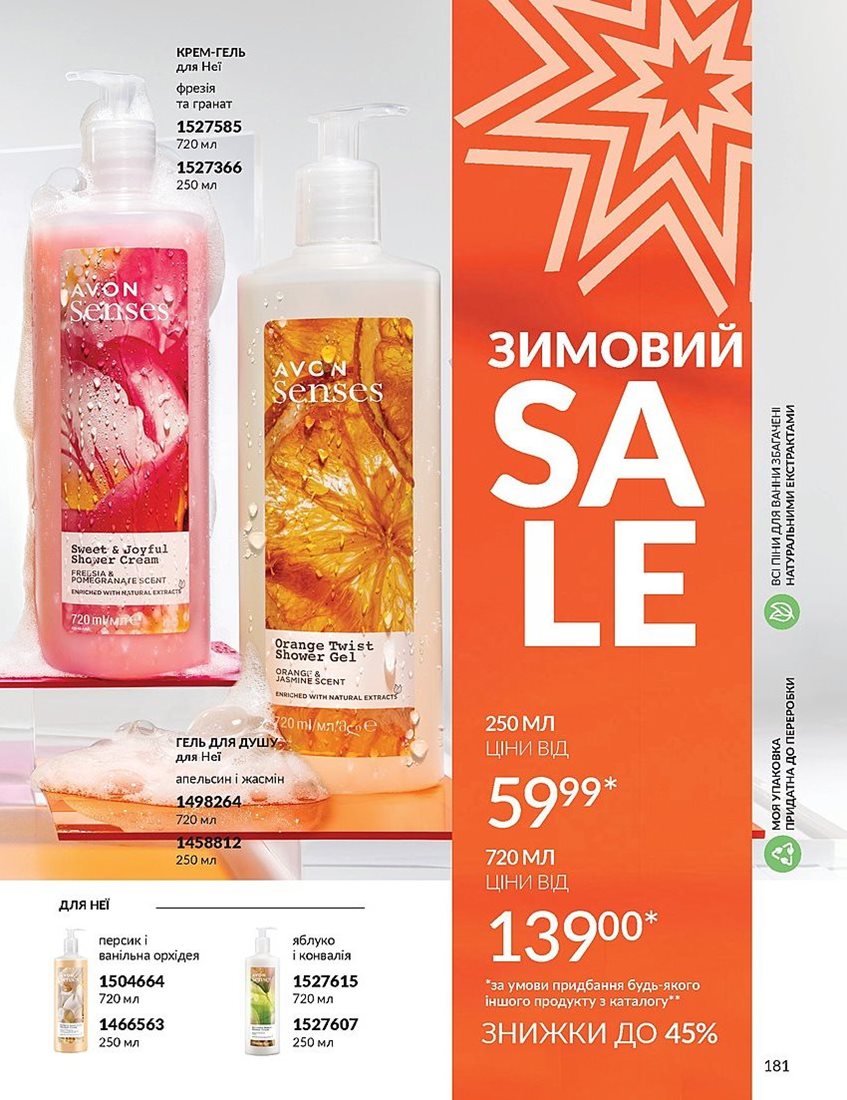 КРЕМ-ГЕЛЬ
для Неї
фрезія
та гранат
1527585
720 мл
1527366
250 мл
AVON
Senses
Sweet & Joyful
Shower Cream
FREESIA &
POMEGRANATE SCENT
ENRICHED WITH NATURAL EXTRACTS
720 ml/мл
AVON
Senses
Orange Twist
Shower Gel
ORANGE &
JASMINE SCENT
ENRICHED WITH NATURAL EXTRACTS
720 ml/мл
ГЕЛЬ ДЛЯ ДУШУ
для Неї
апельсин і жасмін
1498264
720 мл
1458812
250 мл
ДЛЯ НЕЇ
персик і
ванільна орхідея
1504664
720 мл
1466563
250 мл
яблуко
і конвалія
1527615
720 мл
1527607
250 мл
ЗИМОВИЙ
SA
LE
250 МЛ
ЦІНИ ВІД
59⁹⁹*
720 МЛ
ЦІНИ ВІД
139⁰⁰*
*за умови придбання будь-якого
іншого продукту з каталогу**
ЗНИЖКИ ДО 45%
ВСІ ПІНИ ДЛЯ ВАННИ ЗБАГАЧЕНІ
НАТУРАЛЬНИМИ ЕКСТРАКТАМИ
МОЯ УПАКОВКА
ПРИДАТНА ДО ПЕРЕРОБКИ
181